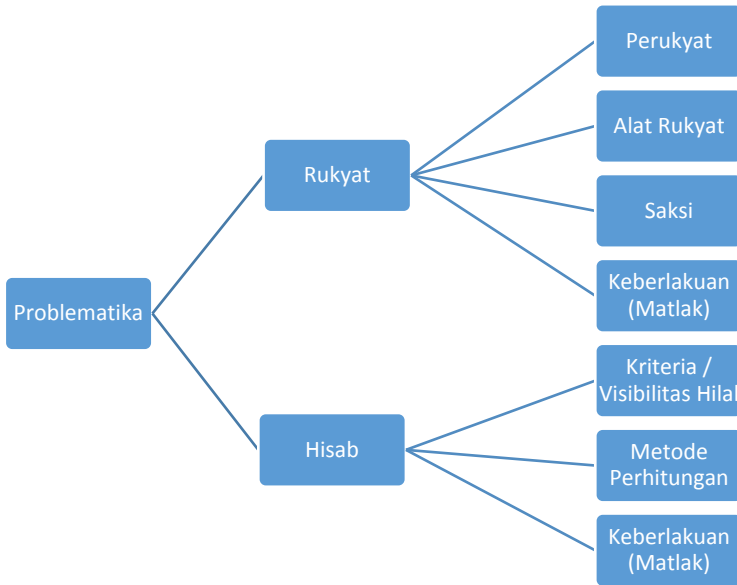 Problematika
Rukyat
Perukyat
Alat Rukyat
Saksi
Keberlakuan
(Matlak)
Hisab
Kriteria /
Visibilitas Hilal
Metode
Perhitungan
Keberlakuan
(Matlak)